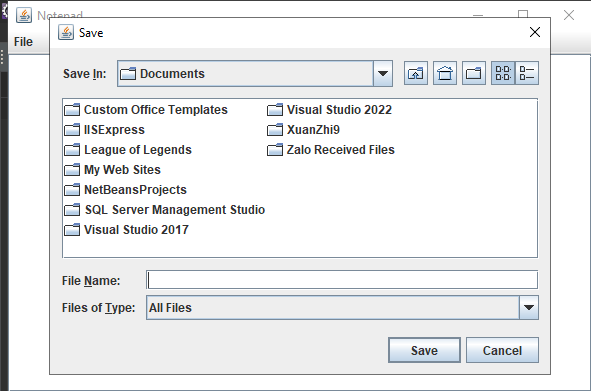 Notepad
File
Save
Save In: Documents
Custom Office Templates
IISExpress
League of Legends
My Web Sites
NetBeansProjects
SQL Server Management Studio
Visual Studio 2017
Visual Studio 2022
XuanZhi9
Zalo Received Files
File Name:
Files of Type: All Files
Save Cancel